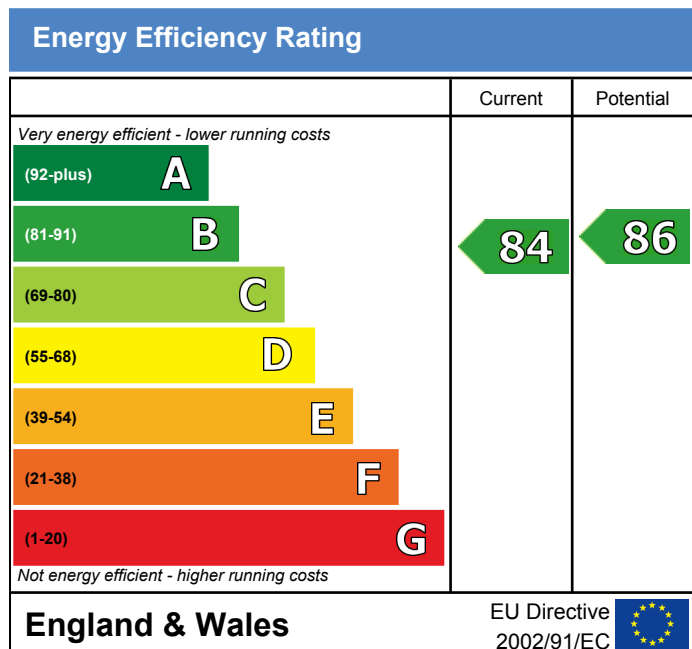 Energy Efficiency Rating
Current Potential
Very energy efficient - lower running costs
(92-plus) A
(81-91) B 84 86
(69-80) C
(55-68) D
(39-54) E
(21-38) F
(1-20) G
Not energy efficient - higher running costs
England & Wales
EU Directive
2002/91/EC